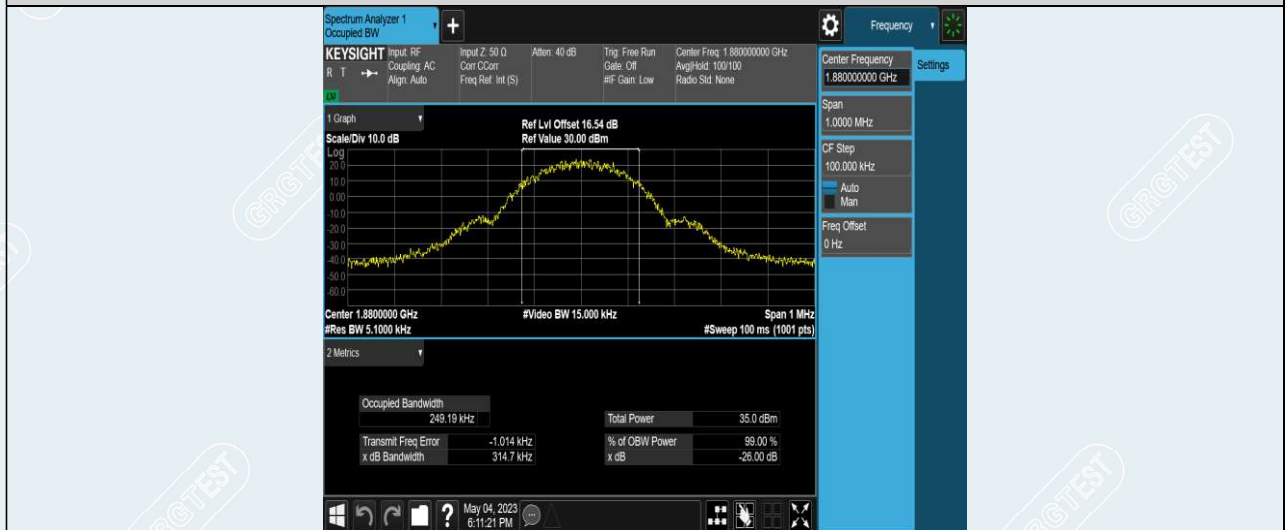 Spectrum Analyzer 1
Occupied BW
+
Frequency
KEYSIGHT
R T
Input: RF
Coupling: AC
Align: Auto
Input Z: 50 Ω
Corr CCorr
Freq Ref: Int (S)
Atten: 40 dB
Trig: Free Run
Gate: Off
#IF Gain: Low
Center Freq: 1.880000000 GHz
Avg|Hold: 100/100
Radio Std: None
Center Frequency
1.880000000 GHz
Settings
Span
1.0000 MHz
CF Step
100.000 kHz
Auto
Man
Freq Offset
0 Hz
1 Graph
Scale/Div 10.0 dB
Ref Lvl Offset 16.54 dB
Ref Value 30.00 dBm
Log
20.0
10.0
0.00
-10.0
-20.0
-30.0
-40.0
-50.0
-60.0
Center 1.8800000 GHz
#Video BW 15.000 kHz
Span 1 MHz
#Res BW 5.1000 kHz
#Sweep 100 ms (1001 pts)
2 Metrics
Occupied Bandwidth
249.19 kHz
Total Power 35.0 dBm
Transmit Freq Error -1.014 kHz
% of OBW Power 99.00 %
x dB Bandwidth 314.7 kHz
x dB -26.00 dB
?
May 04, 2023
6:11:21 PM
GRGTEST
GRGTEST
GRGTEST
GRGTEST